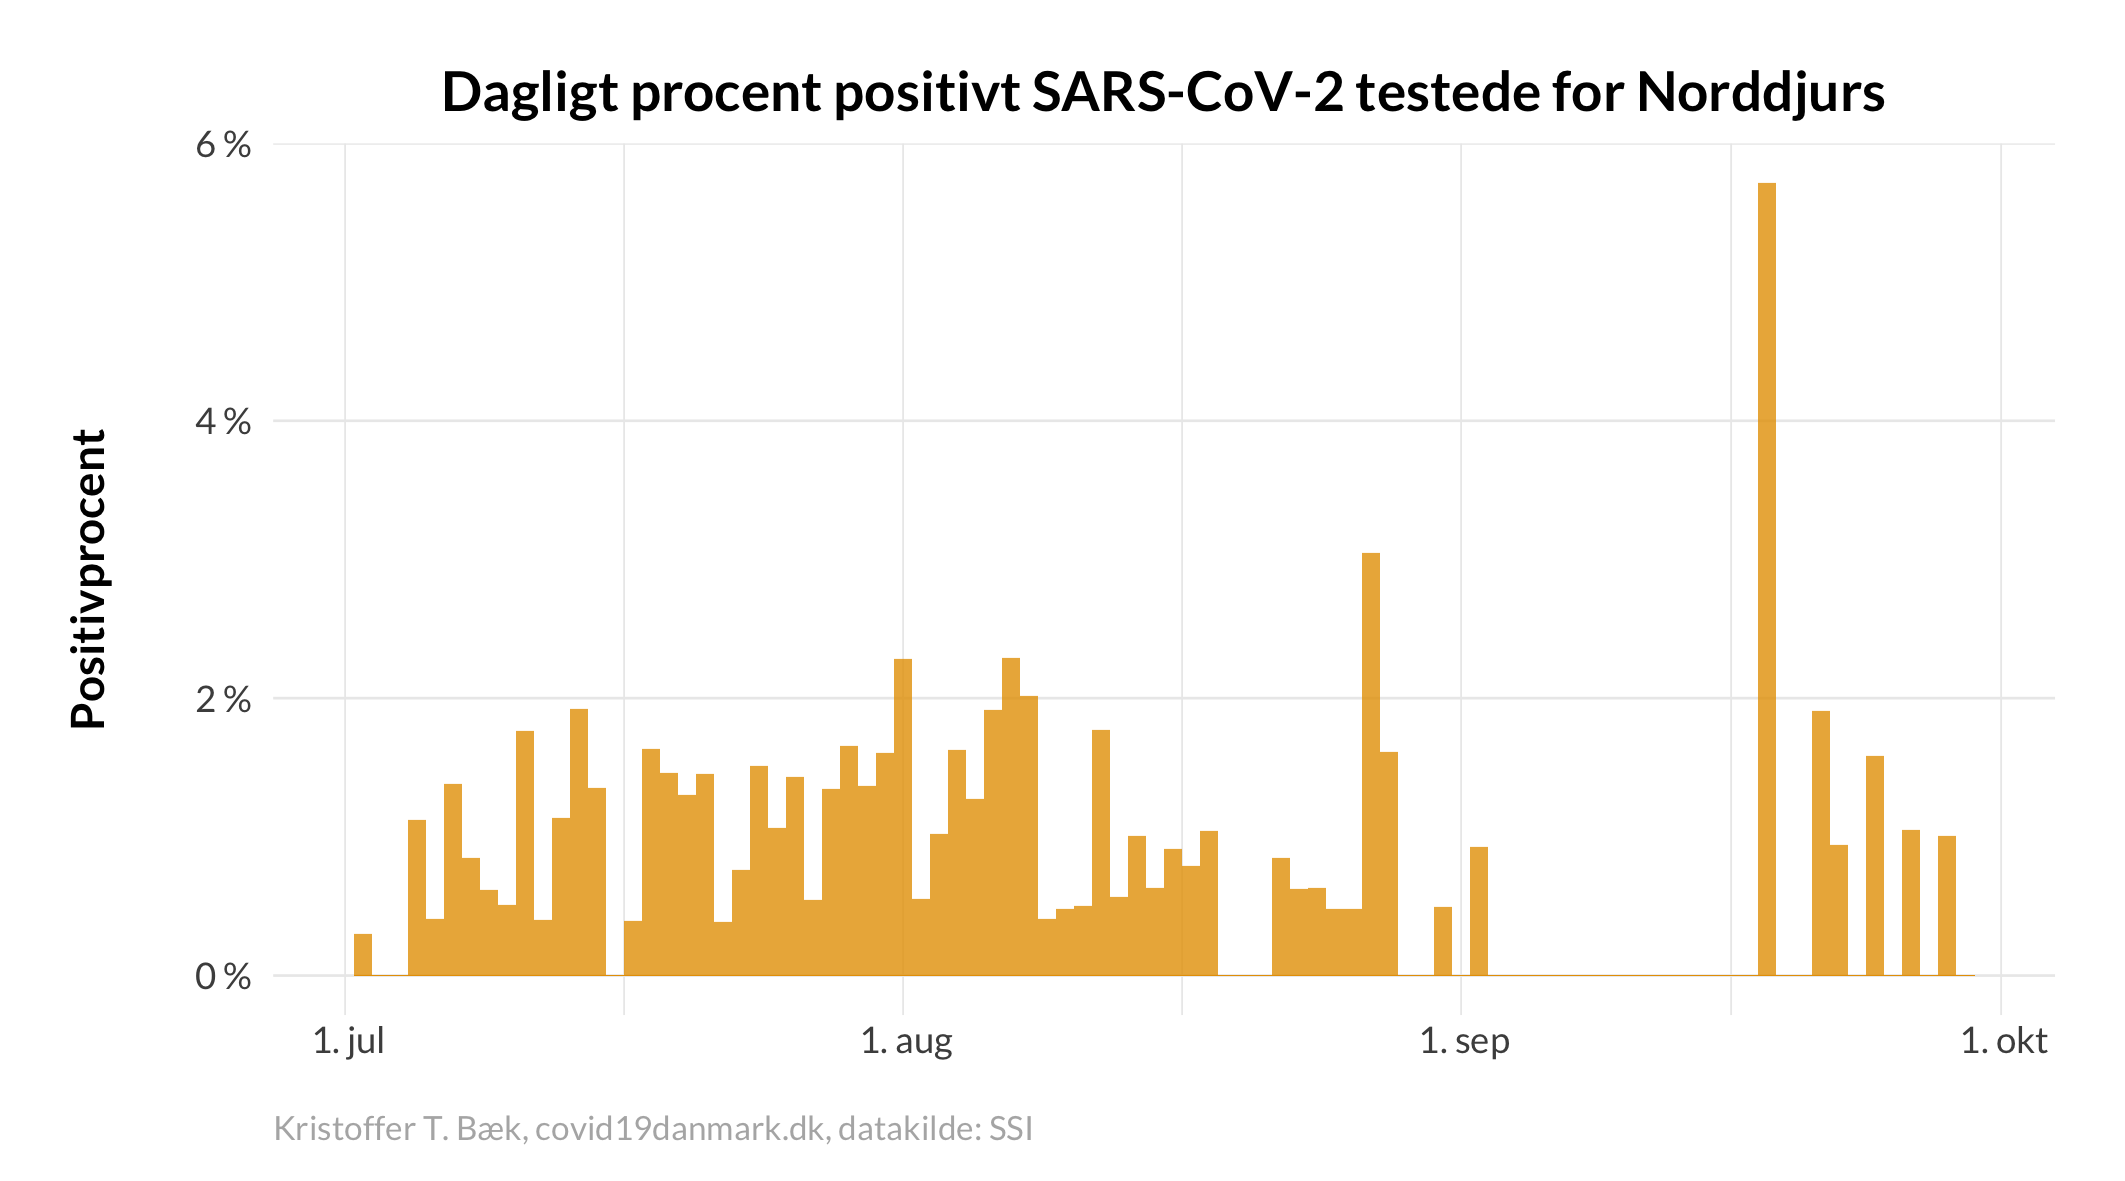 Dagligt procent positivt SARS-CoV-2 testede for Norddjurs
6 %
4 %
2 %
0 %
Positivprocent
1. jul
1. aug
1. sep
1. okt
Kristoffer T. Bæk, covid19danmark.dk, datakilde: SSI